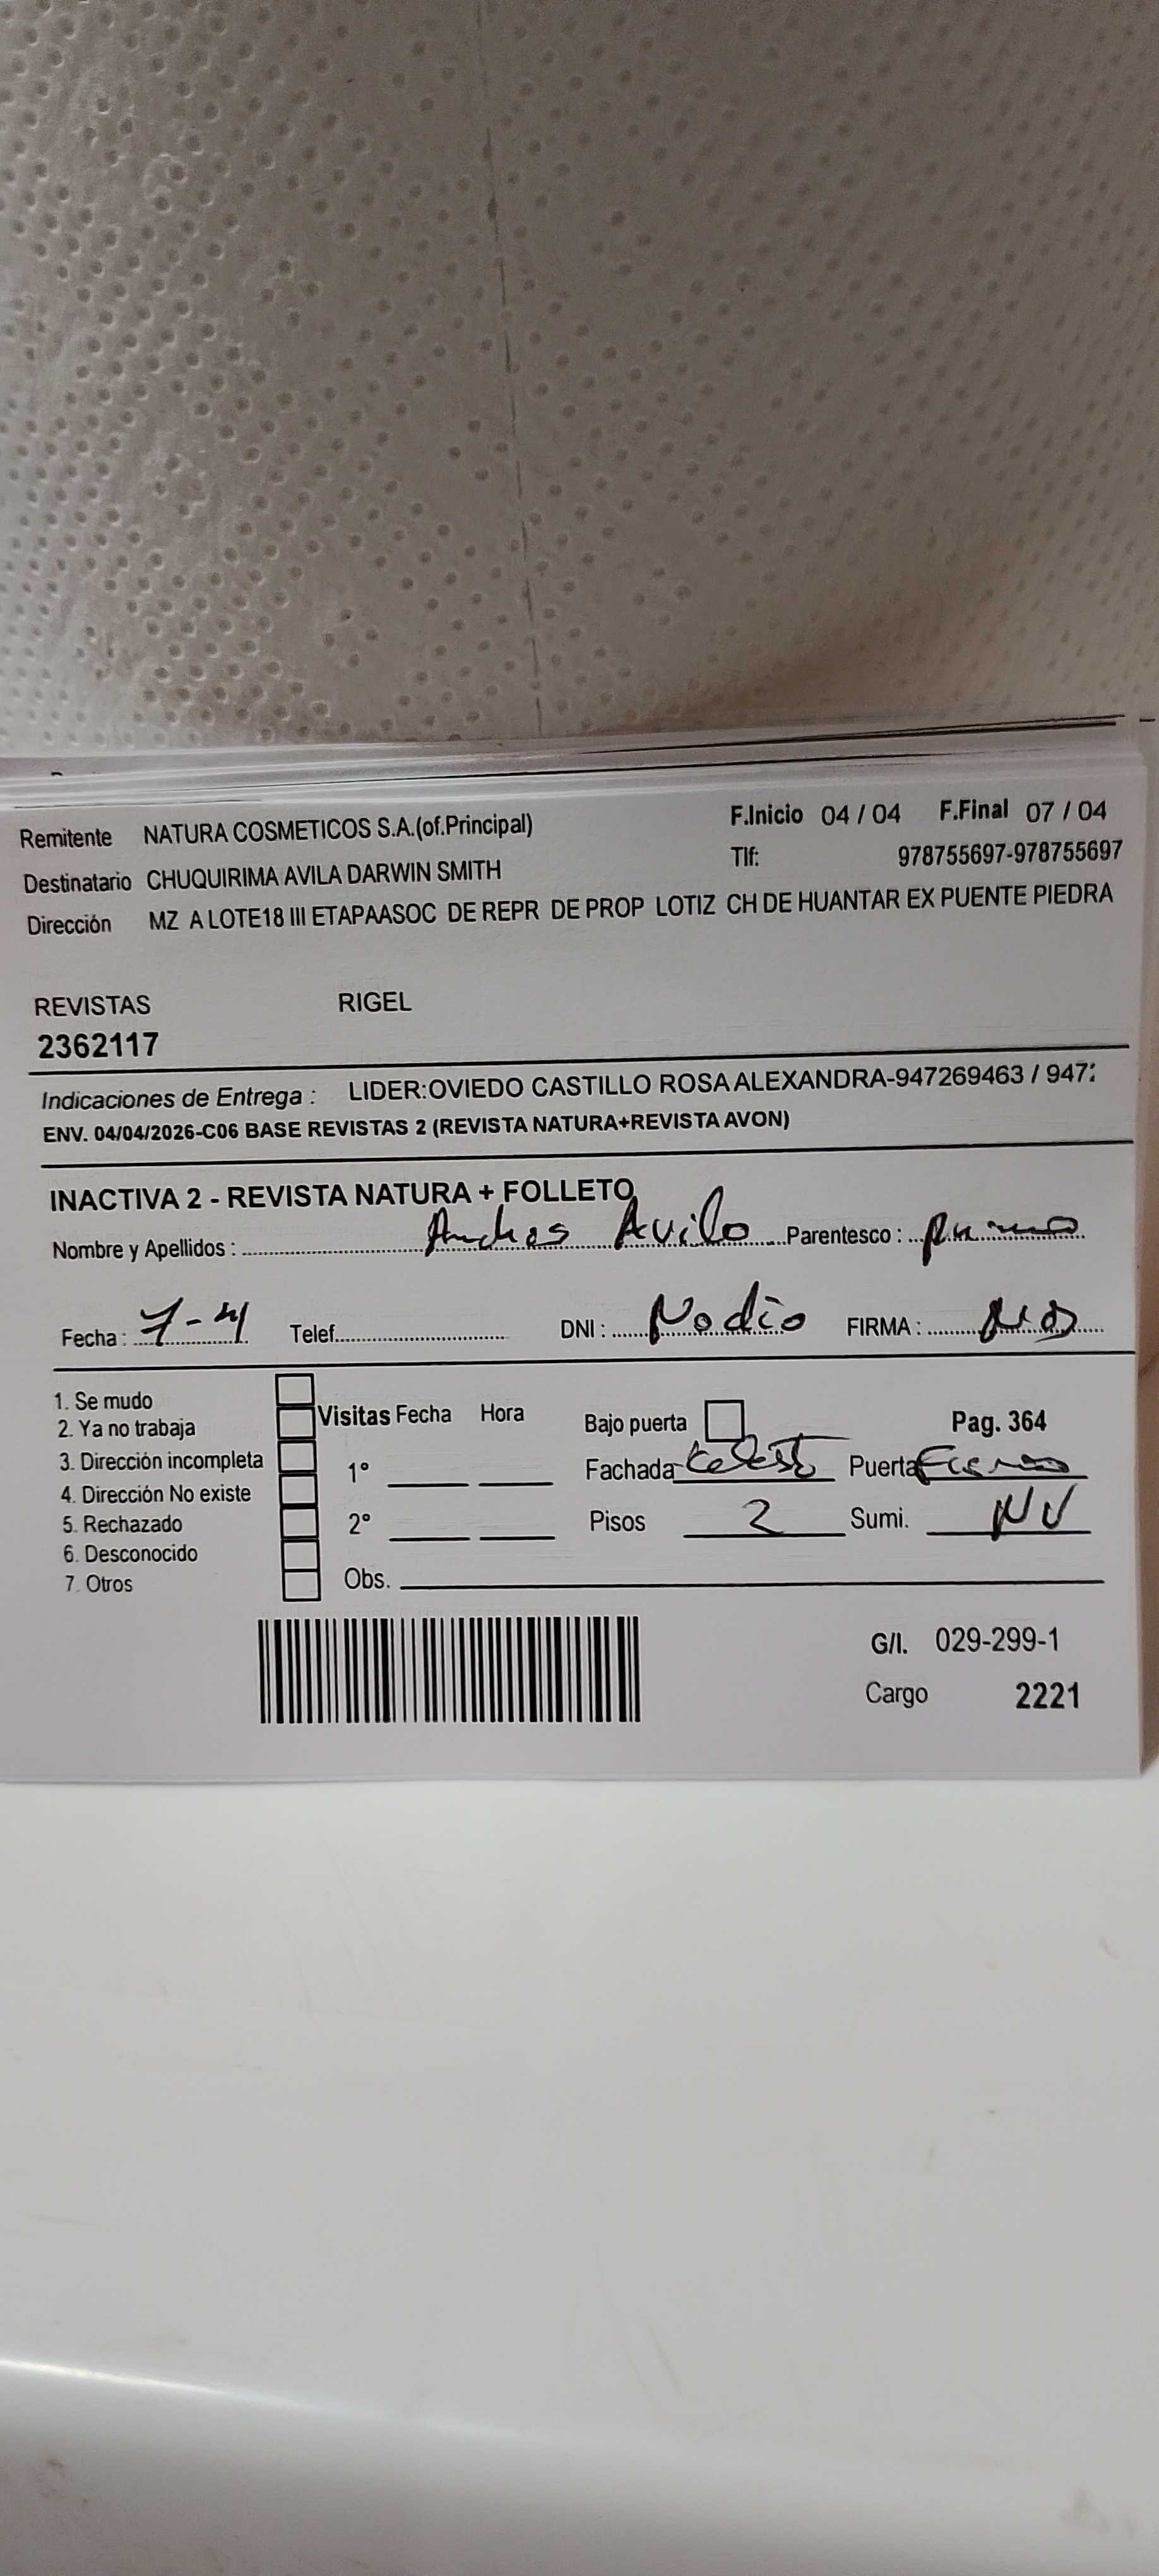 Remitente NATURA COSMETICOS S.A.(of.Principal) F.Inicio 04 / 04 F.Final 07 / 04
Destinatario CHUQUIRIMA AVILA DARWIN SMITH Tlf: 978755697-978755697
Dirección MZ A LOTE18 III ETAPAASOC DE REPR DE PROP LOTIZ CH DE HUANTAR EX PUENTE PIEDRA
REVISTAS RIGEL
2362117
Indicaciones de Entrega : LIDER:OVIEDO CASTILLO ROSA ALEXANDRA-947269463 / 947
ENV. 04/04/2026-C06 BASE REVISTAS 2 (REVISTA NATURA+REVISTA AVON)
INACTIVA 2 - REVISTA NATURA + FOLLETO
Nombre y Apellidos : Avila Parentesco :
Fecha : 7-4 Telef. DNI : No dio FIRMA :
1. Se mudo
2. Ya no trabaja Visitas Fecha Hora Bajo puerta Pag. 364
3. Dirección incompleta 1° Fachada celeste Puerta
4. Dirección No existe
5. Rechazado 2° Pisos 2 Sumi. NV
6. Desconocido
7. Otros Obs.
G/I. 029-299-1
Cargo 2221